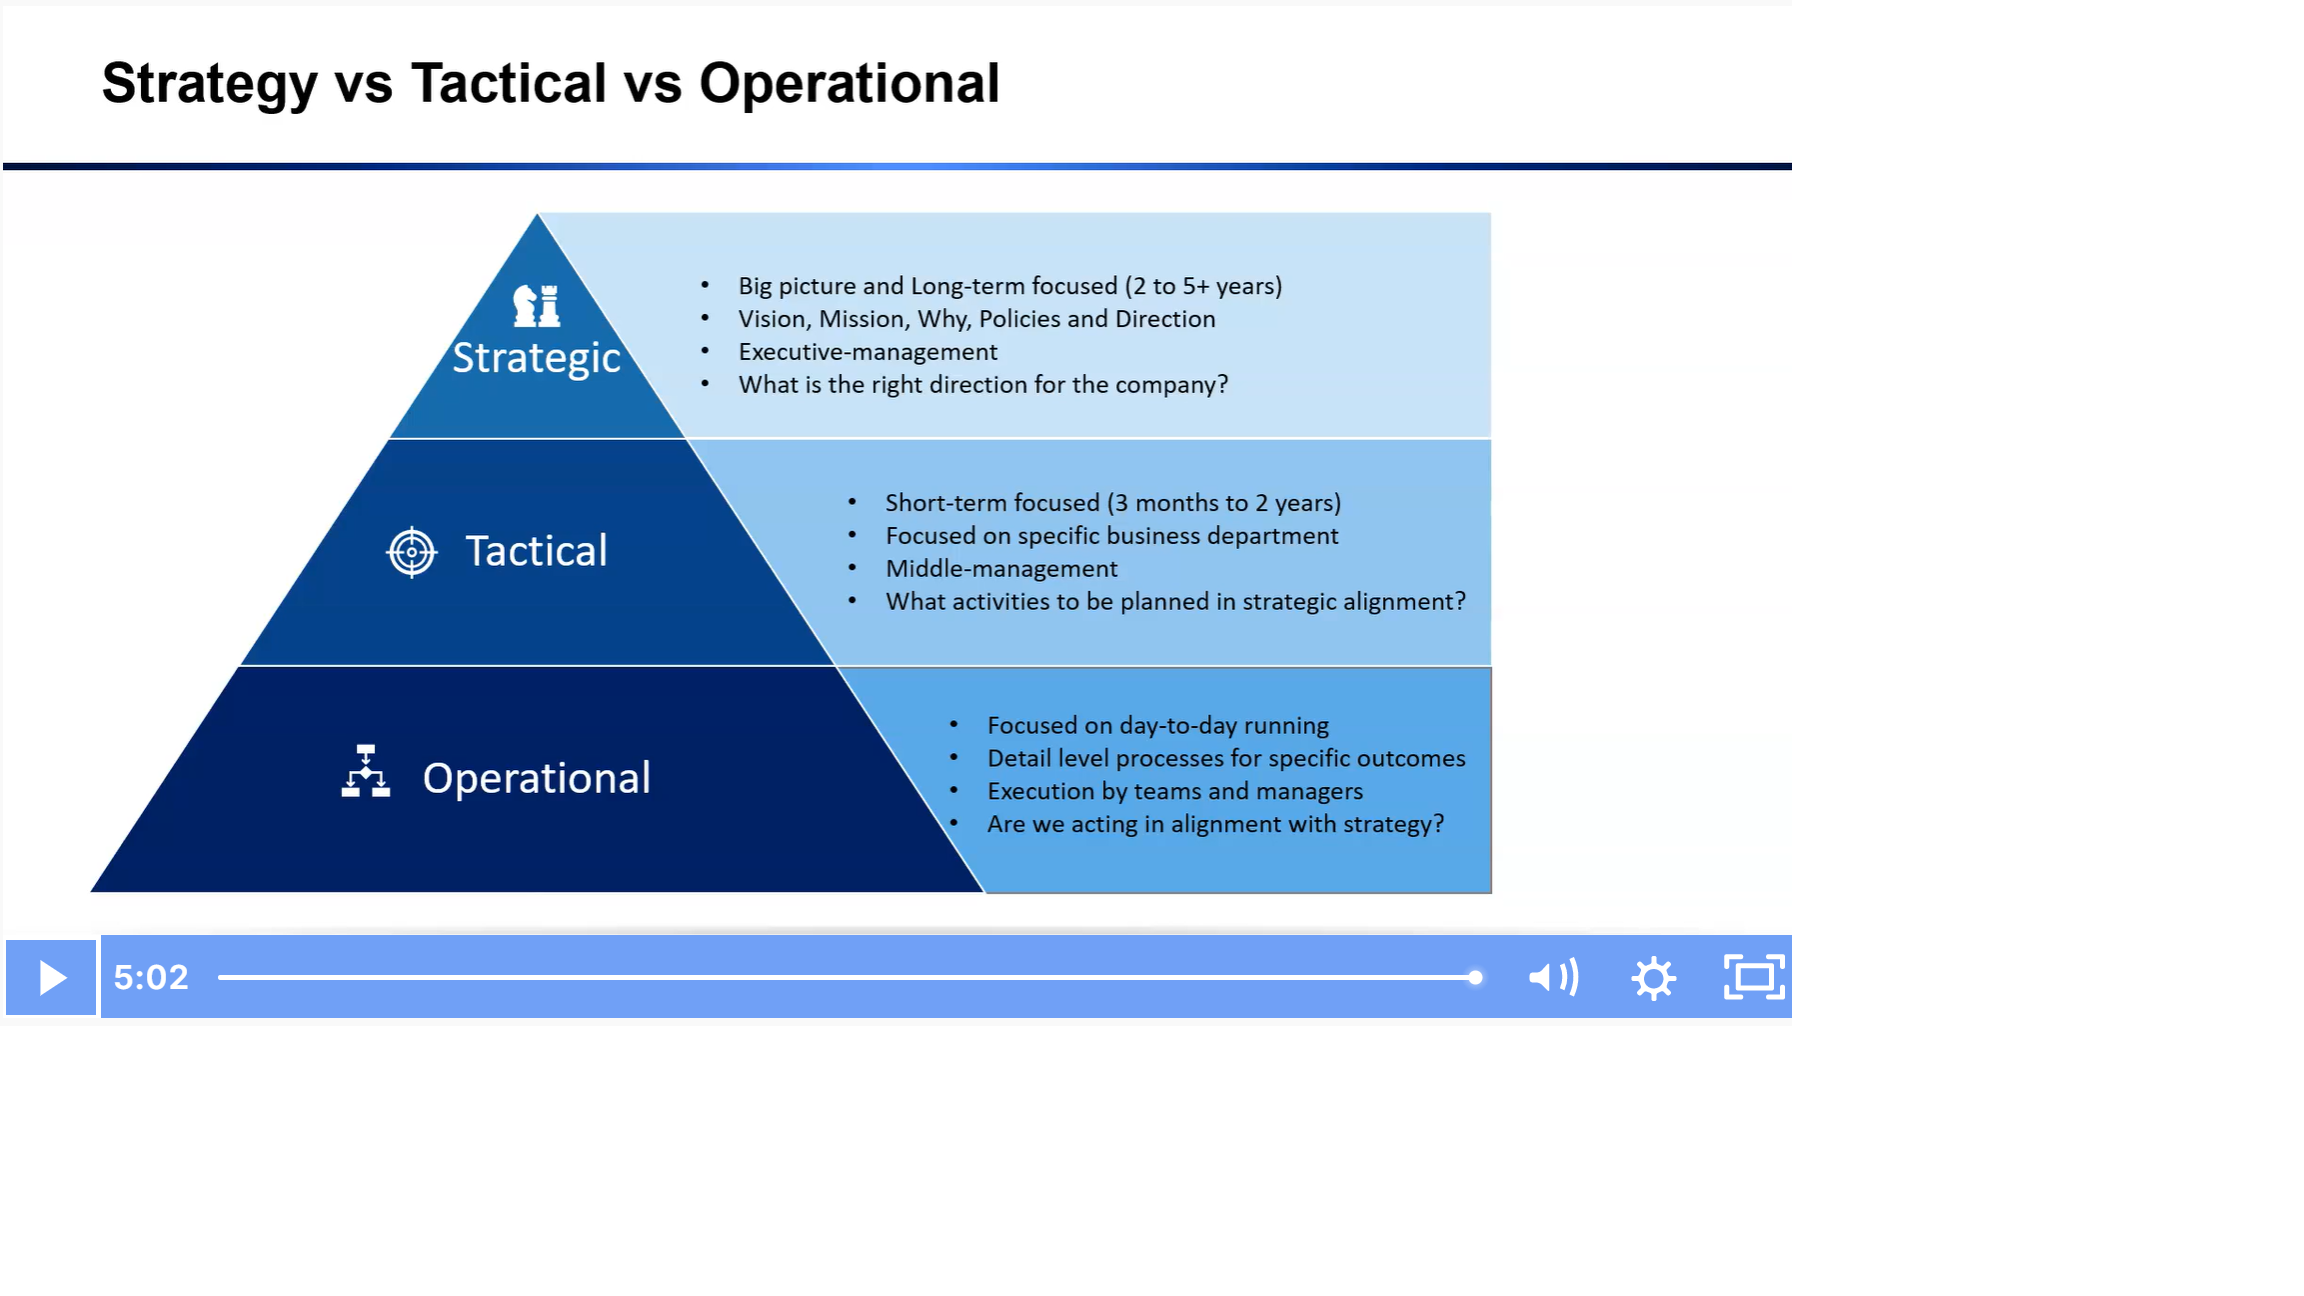 Strategy vs Tactical vs Operational
Strategic
• Big picture and Long-term focused (2 to 5+ years)
• Vision, Mission, Why, Policies and Direction
• Executive-management
• What is the right direction for the company?
Tactical
• Short-term focused (3 months to 2 years)
• Focused on specific business department
• Middle-management
• What activities to be planned in strategic alignment?
Operational
• Focused on day-to-day running
• Detail level processes for specific outcomes
• Execution by teams and managers
• Are we acting in alignment with strategy?
5:02